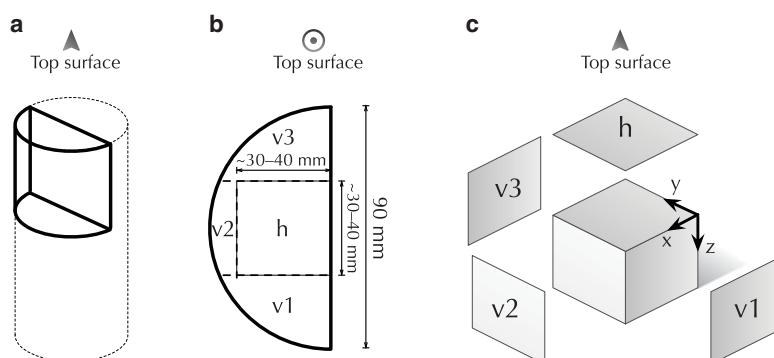 a
Top surface
b
Top surface
v3
~30–40 mm
v2
h
~30–40 mm
90 mm
v1
c
Top surface
h
v3
y
x
z
v2
v1